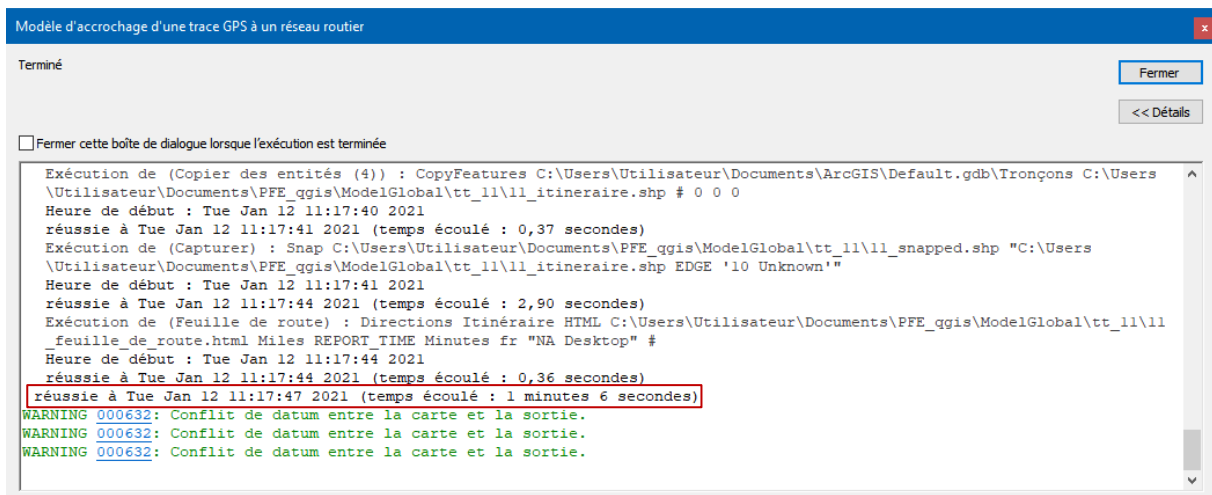 Modèle d'accrochage d'une trace GPS à un réseau routier
x
Terminé
Fermer
<< Détails
Fermer cette boîte de dialogue lorsque l'exécution est terminée
Exécution de (Copier des entités (4)) : CopyFeatures C:\Users\Utilisateur\Documents\ArcGIS\Default.gdb\Tronçons C:\Users
\Utilisateur\Documents\PFE_qgis\ModelGlobal\tt_11\11_itineraire.shp # 0 0 0
Heure de début : Tue Jan 12 11:17:40 2021
réussie à Tue Jan 12 11:17:41 2021 (temps écoulé : 0,37 secondes)
Exécution de (Capturer) : Snap C:\Users\Utilisateur\Documents\PFE_qgis\ModelGlobal\tt_11\11_snapped.shp "C:\Users
\Utilisateur\Documents\PFE_qgis\ModelGlobal\tt_11\11_itineraire.shp EDGE '10 Unknown'"
Heure de début : Tue Jan 12 11:17:41 2021
réussie à Tue Jan 12 11:17:44 2021 (temps écoulé : 2,90 secondes)
Exécution de (Feuille de route) : Directions Itinéraire HTML C:\Users\Utilisateur\Documents\PFE_qgis\ModelGlobal\tt_11\11
_feuille_de_route.html Miles REPORT_TIME Minutes fr "NA Desktop" #
Heure de début : Tue Jan 12 11:17:44 2021
réussie à Tue Jan 12 11:17:44 2021 (temps écoulé : 0,36 secondes)
réussie à Tue Jan 12 11:17:47 2021 (temps écoulé : 1 minutes 6 secondes)
WARNING 000632: Conflit de datum entre la carte et la sortie.
WARNING 000632: Conflit de datum entre la carte et la sortie.
WARNING 000632: Conflit de datum entre la carte et la sortie.